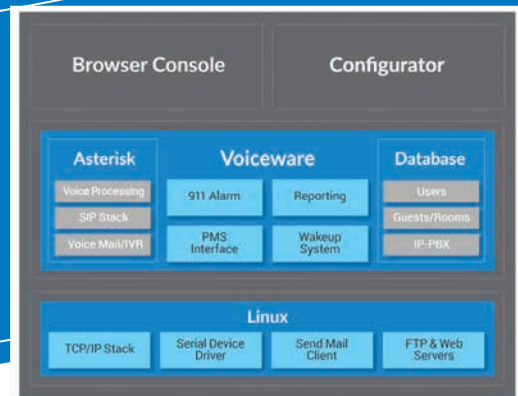 Browser Console
Configurator
Asterisk
Voice Processing
SIP Stack
Voice Mail/IVR
Voiceware
911 Alarm
Reporting
PMS
Interface
Wakeup
System
Database
Users
Guests/Rooms
IP-PBX
Linux
TCP/IP Stack
Serial Device
Driver
Send Mail
Client
FTP & Web
Servers